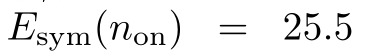 E_sym(n_on) = 25.5